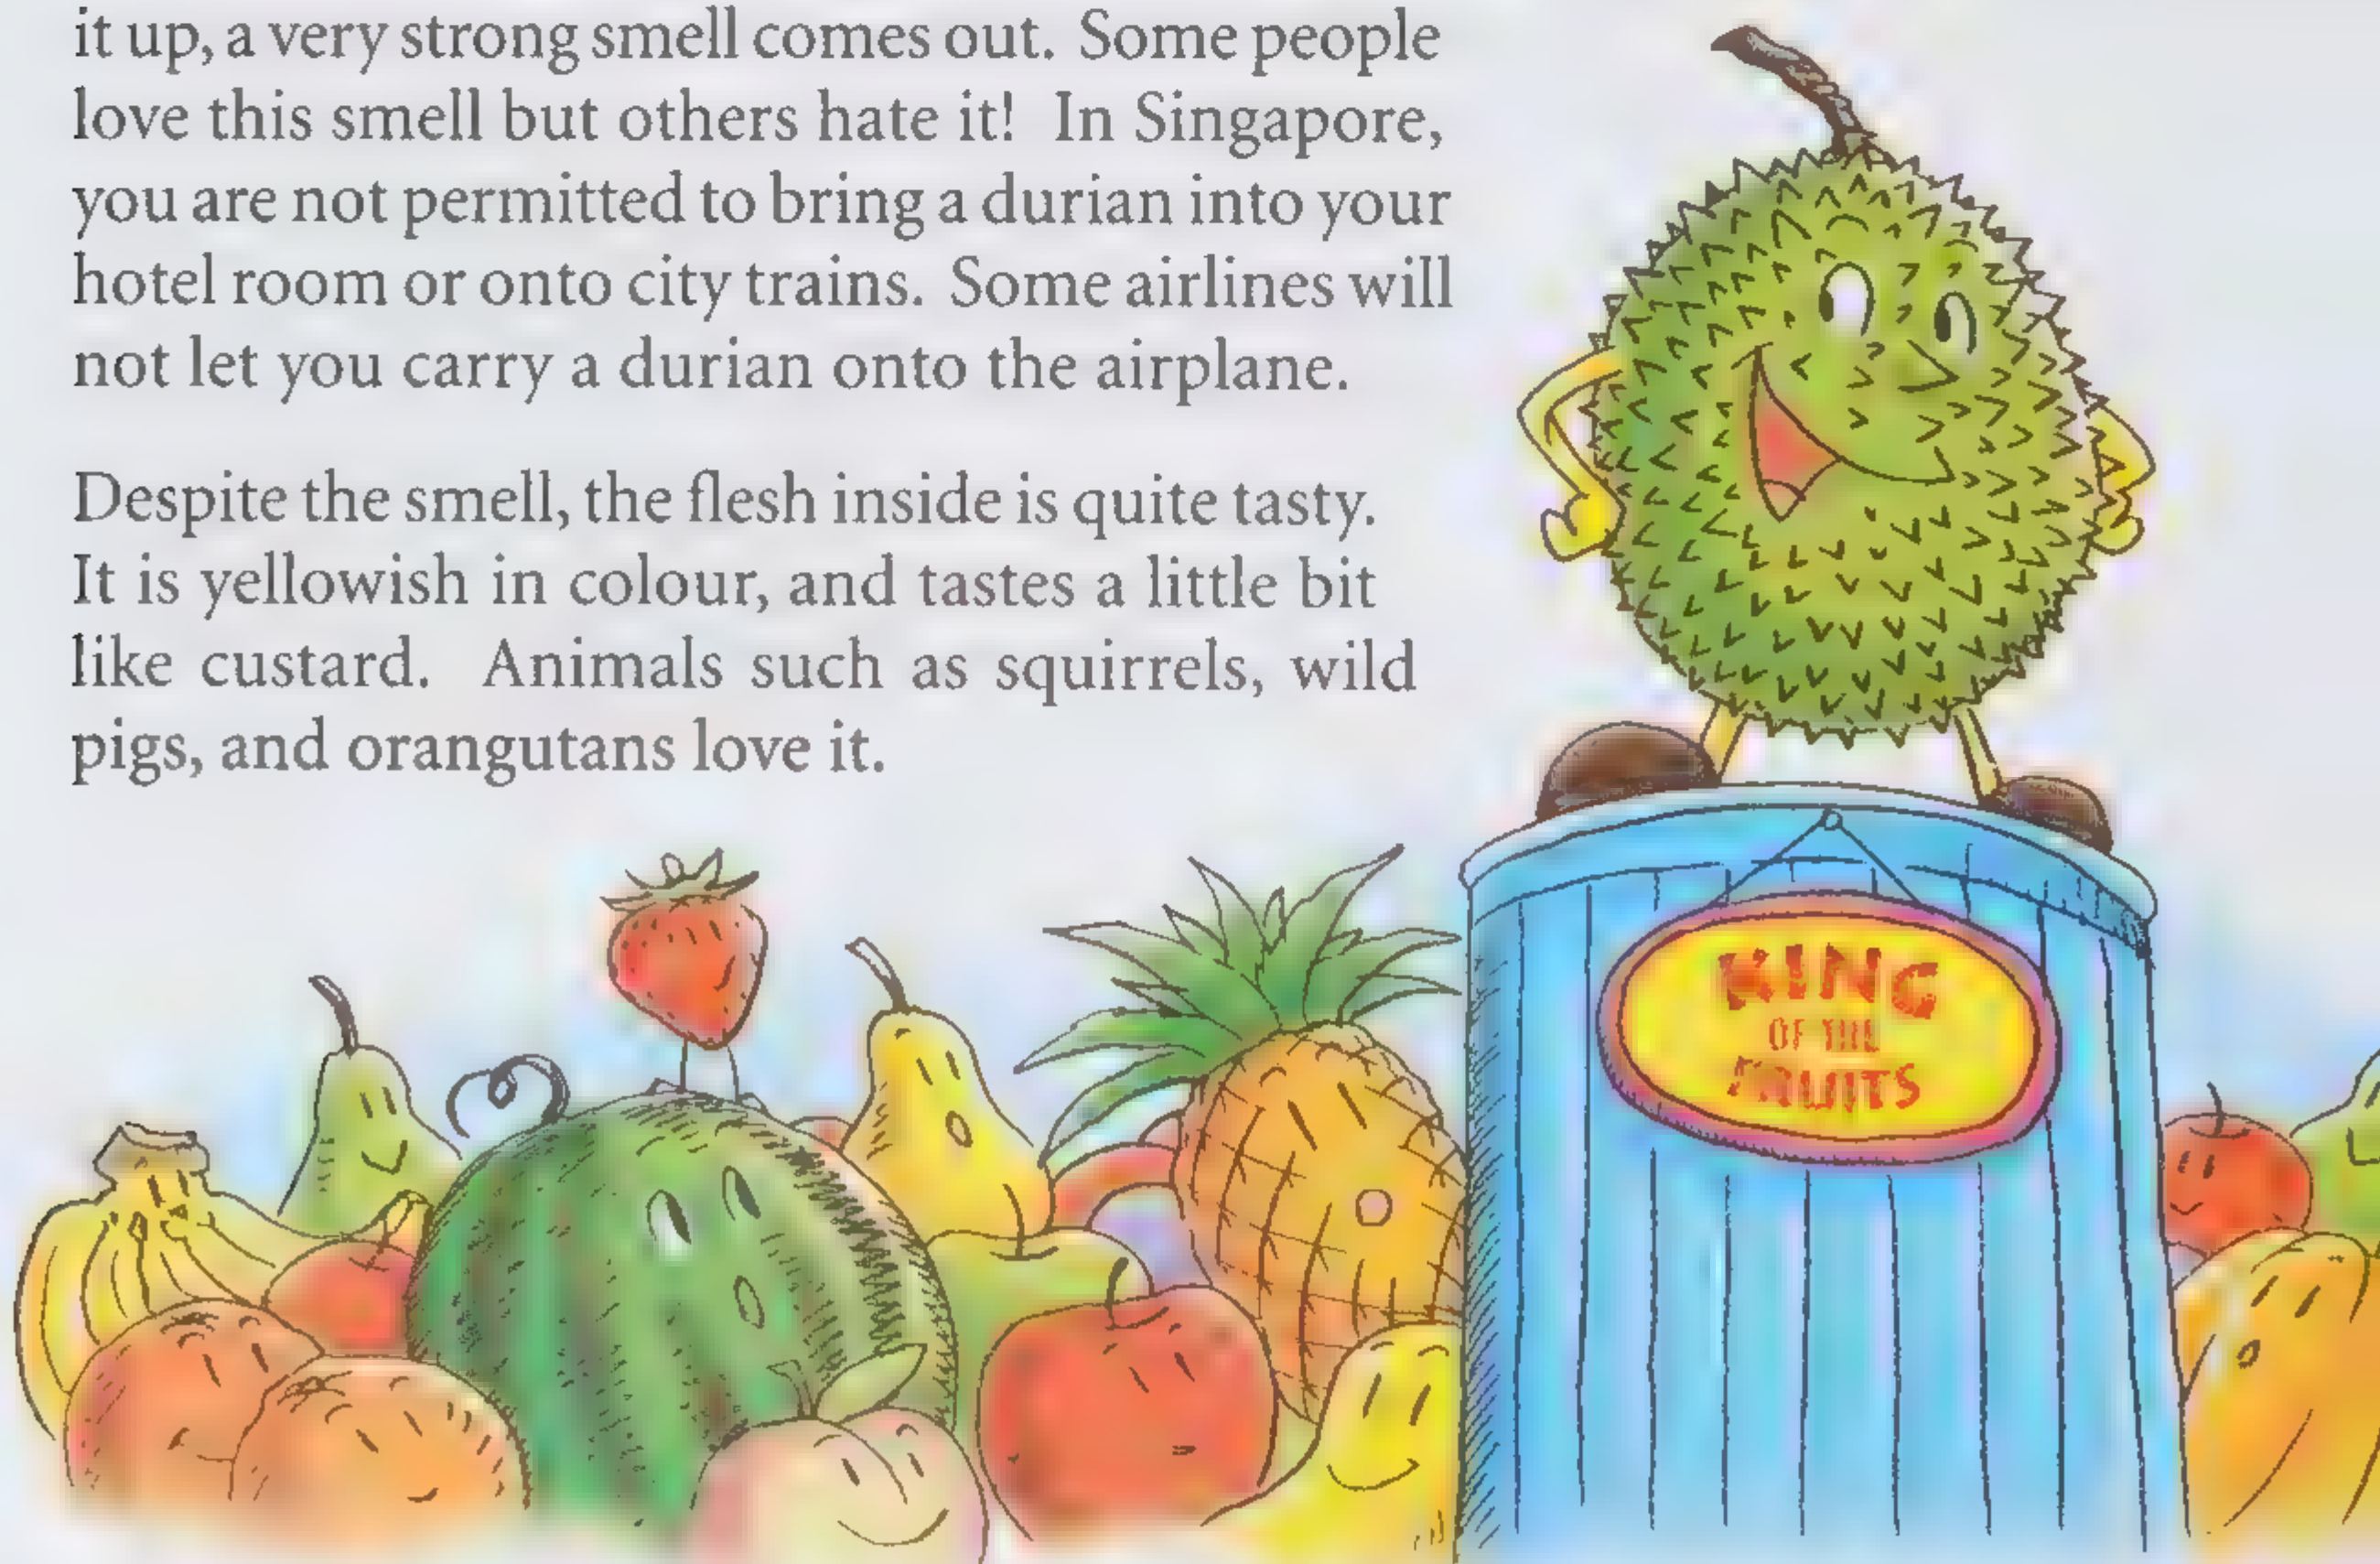 it up, a very strong smell comes out. Some people
love this smell but others hate it! In Singapore,
you are not permitted to bring a durian into your
hotel room or onto city trains. Some airlines will
not let you carry a durian onto the airplane.
Despite the smell, the flesh inside is quite tasty.
It is yellowish in colour, and tastes a little bit
like custard. Animals such as squirrels, wild
pigs, and orangutans love it.
KING
OF THE
FRUITS